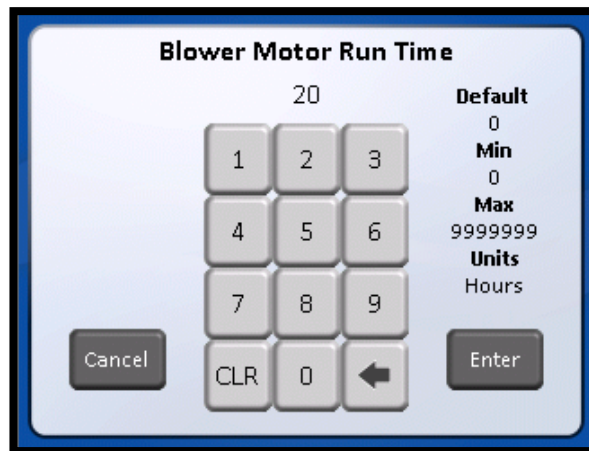 Blower Motor Run Time
20
Default
0
Min
0
Max
9999999
Units
Hours
1 2 3
4 5 6
7 8 9
CLR 0
Cancel
Enter